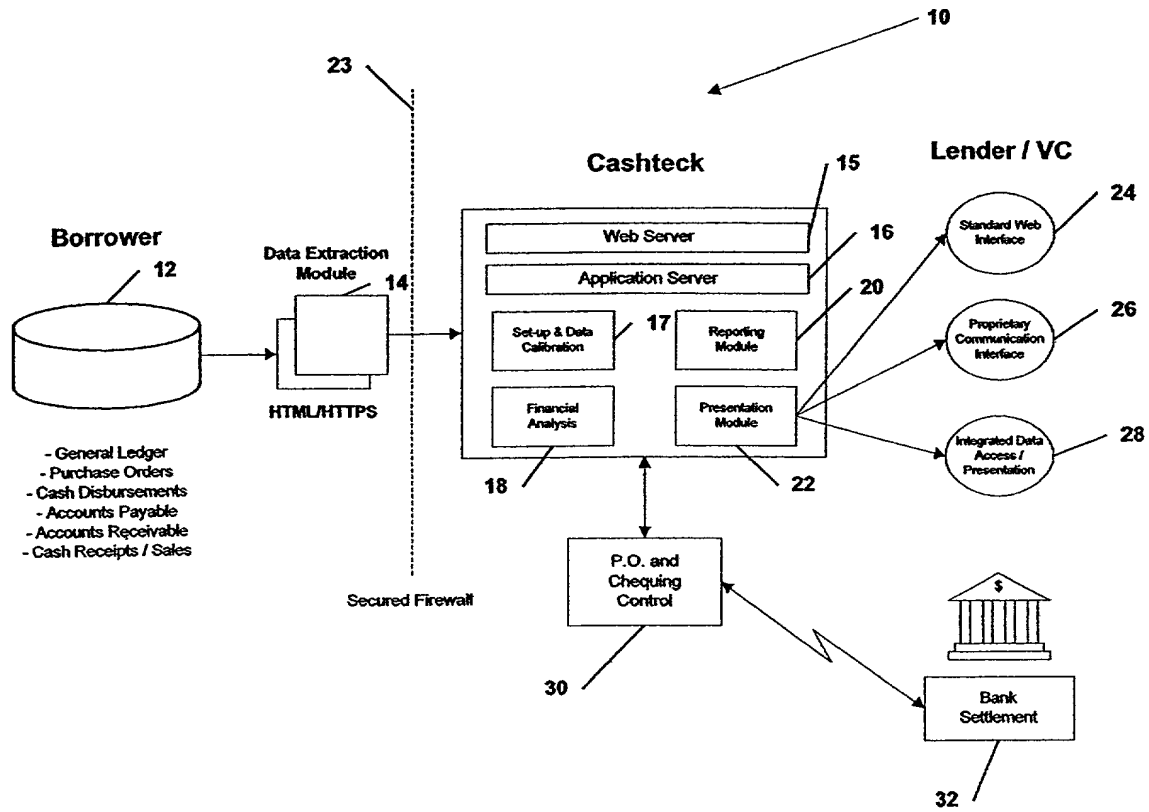 10
23
Cashteck
Lender / VC
15
24
Web Server
Standard Web
Interface
16
Borrower
12
Data Extraction
Module
14
Application Server
20
Set-up & Data
Calibration
17
Reporting
Module
Proprietary
Communication
Interface
26
HTML/HTTPS
Financial
Analysis
Presentation
Module
Integrated Data
Access /
Presentation
28
18
22
- General Ledger
- Purchase Orders
- Cash Disbursements
- Accounts Payable
- Accounts Receivable
- Cash Receipts / Sales
Secured Firewall
P.O. and
Chequing
Control
30
$
Bank
Settlement
32